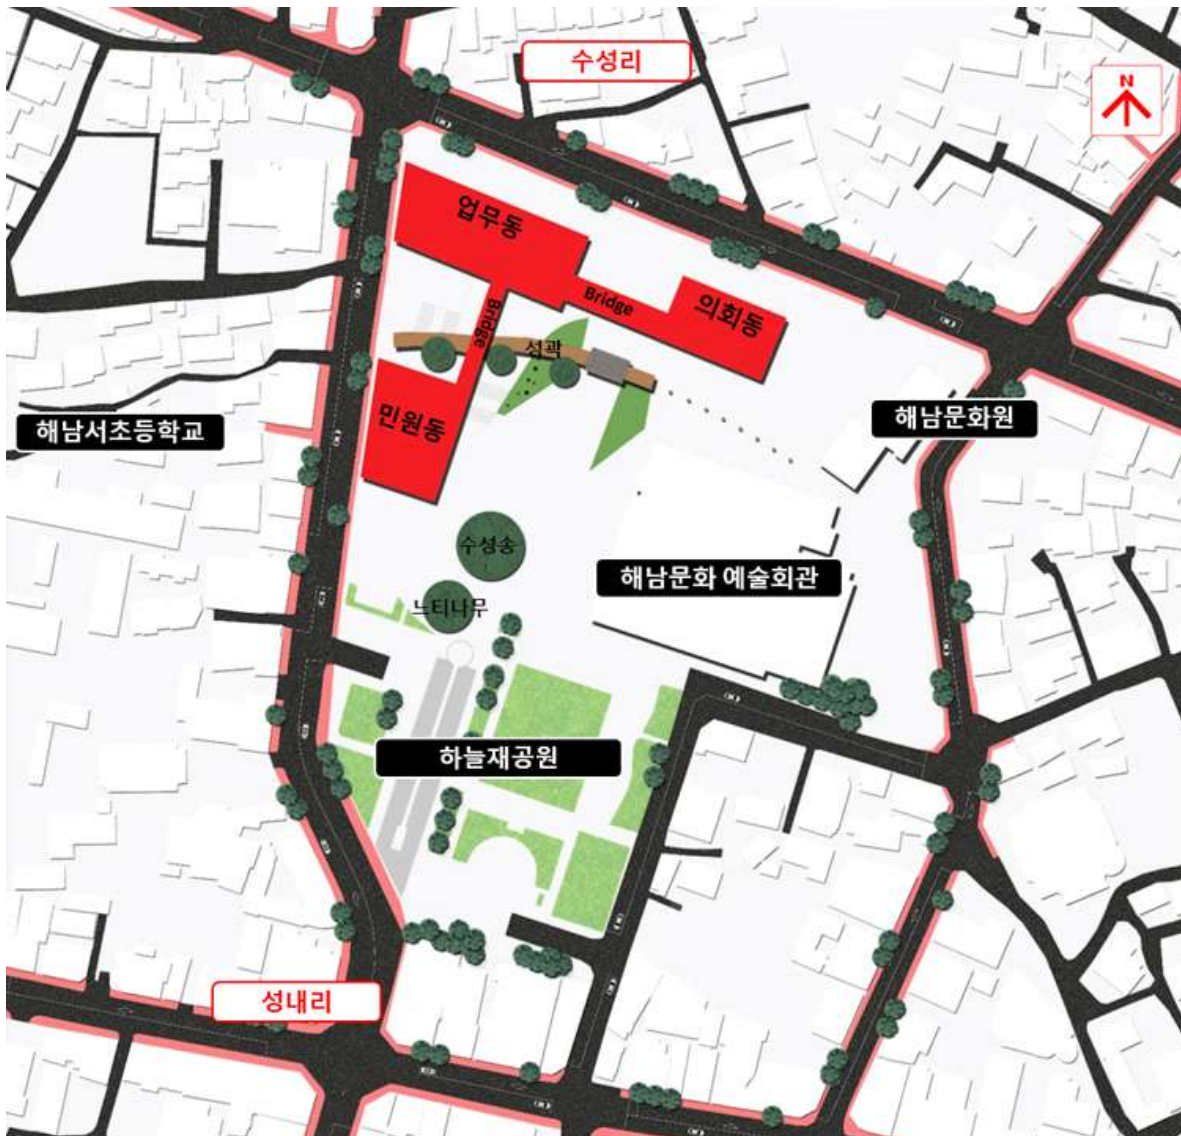 수성리
N
업무동
Bridge
의회동
Bridge
성곽
민원동
해남서초등학교
해남문화원
수성송
해남문화 예술회관
느티나무
하늘재공원
성내리